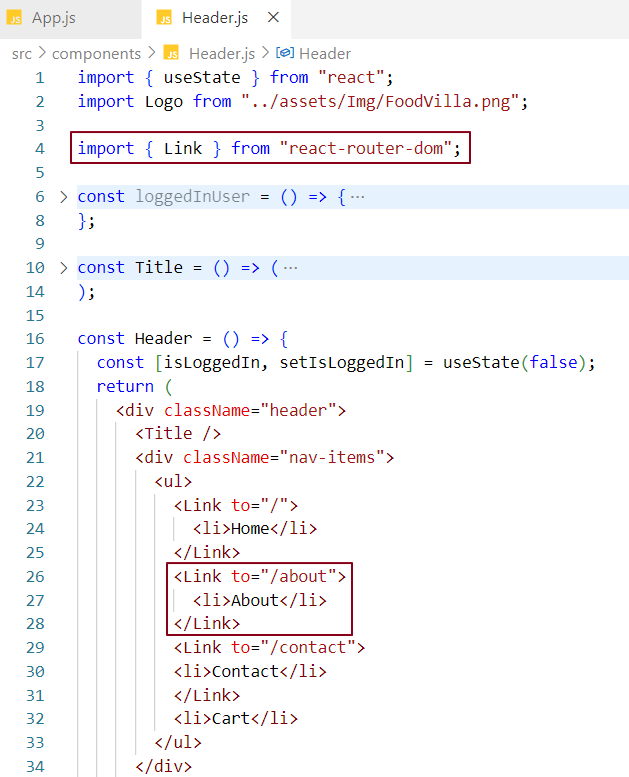 JS App.js JS Header.js ×
src > components > JS Header.js > Header
1 import { useState } from "react";
2 import Logo from "../assets/Img/FoodVilla.png";
3
4 import { Link } from "react-router-dom";
5
6 > const loggedInUser = () => {···
8 };
9
10 > const Title = () => (···
14 );
15
16 const Header = () => {
17   const [isLoggedIn, setIsLoggedIn] = useState(false);
18   return (
19     <div className="header">
20       <Title />
21       <div className="nav-items">
22         <ul>
23           <Link to="/">
24             <li>Home</li>
25           </Link>
26           <Link to="/about">
27             <li>About</li>
28           </Link>
29           <Link to="/contact">
30           <li>Contact</li>
31           </Link>
32           <li>Cart</li>
33         </ul>
34       </div>